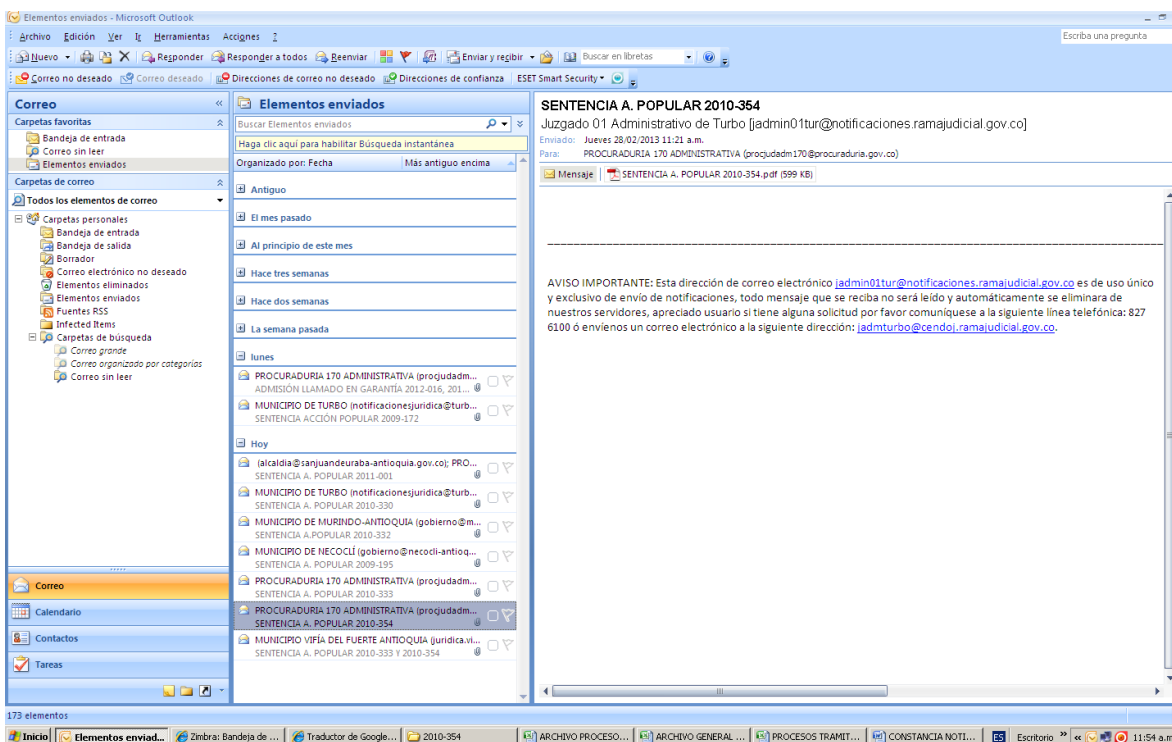 Elementos enviados - Microsoft Outlook
Archivo Edición Ver Ir Herramientas Acciones ?
Escriba una pregunta
Nuevo Responder Responder a todos Reenviar Enviar y recibir Buscar en libretas
Correo no deseado Correo deseado Direcciones de correo no deseado Direcciones de confianza ESET Smart Security
Correo «
Carpetas favoritas
Bandeja de entrada
Correo sin leer
Elementos enviados
Carpetas de correo
Todos los elementos de correo
Carpetas personales
Bandeja de entrada
Bandeja de salida
Borrador
Correo electrónico no deseado
Elementos eliminados
Elementos enviados
Fuentes RSS
Infected Items
Carpetas de búsqueda
Correo grande
Correo organizado por categorías
Correo sin leer
Correo
Calendario
Contactos
Tareas
Elementos enviados
Buscar Elementos enviados
Haga clic aquí para habilitar Búsqueda instantánea
Organizado por: Fecha Más antiguo encima
Antiguo
El mes pasado
Al principio de este mes
Hace tres semanas
Hace dos semanas
La semana pasada
lunes
PROCURADURIA 170 ADMINISTRATIVA (procjudadm...
ADMISIÓN LLAMADO EN GARANTÍA 2012-016, 201...
MUNICIPIO DE TURBO (notificacionesjuridica@turb...
SENTENCIA ACCIÓN POPULAR 2009-172
Hoy
(alcaldia@sanjuandeuraba-antioquia.gov.co); PRO...
SENTENCIA A. POPULAR 2011-001
MUNICIPIO DE TURBO (notificacionesjuridica@turb...
SENTENCIA A. POPULAR 2010-330
MUNICIPIO DE MURINDO-ANTIOQUIA (gobierno@m...
SENTENCIA A.POPULAR 2010-332
MUNICIPIO DE NECOCLÍ (gobierno@necocli-antioq...
SENTENCIA A. POPULAR 2009-195
PROCURADURIA 170 ADMINISTRATIVA (procjudadm...
SENTENCIA A. POPULAR 2010-333
PROCURADURIA 170 ADMINISTRATIVA (procjudadm...
SENTENCIA A. POPULAR 2010-354
MUNICIPIO VIFÍA DEL FUERTE ANTIOQUIA (juridica.vi...
SENTENCIA A. POPULAR 2010-333 Y 2010-354
SENTENCIA A. POPULAR 2010-354
Juzgado 01 Administrativo de Turbo [jadmin01tur@notificaciones.ramajudicial.gov.co]
Enviado: Jueves 28/02/2013 11:21 a.m.
Para: PROCURADURIA 170 ADMINISTRATIVA (procjudadm170@procuraduria.gov.co)
Mensaje SENTENCIA A. POPULAR 2010-354.pdf (599 KB)
AVISO IMPORTANTE: Esta dirección de correo electrónico jadmin01tur@notificaciones.ramajudicial.gov.co es de uso único
y exclusivo de envío de notificaciones, todo mensaje que se reciba no será leído y automáticamente se eliminara de
nuestros servidores, apreciado usuario si tiene alguna solicitud por favor comuníquese a la siguiente línea telefónica: 827
6100 ó envíenos un correo electrónico a la siguiente dirección: jadmturbo@cendoj.ramajudicial.gov.co.
173 elementos
Inicio Elementos enviad... Zimbra: Bandeja de ... Traductor de Google... 2010-354 ARCHIVO PROCESO... ARCHIVO GENERAL ... PROCESOS TRAMIT... CONSTANCIA NOTI... ES Escritorio » « 11:54 a.m